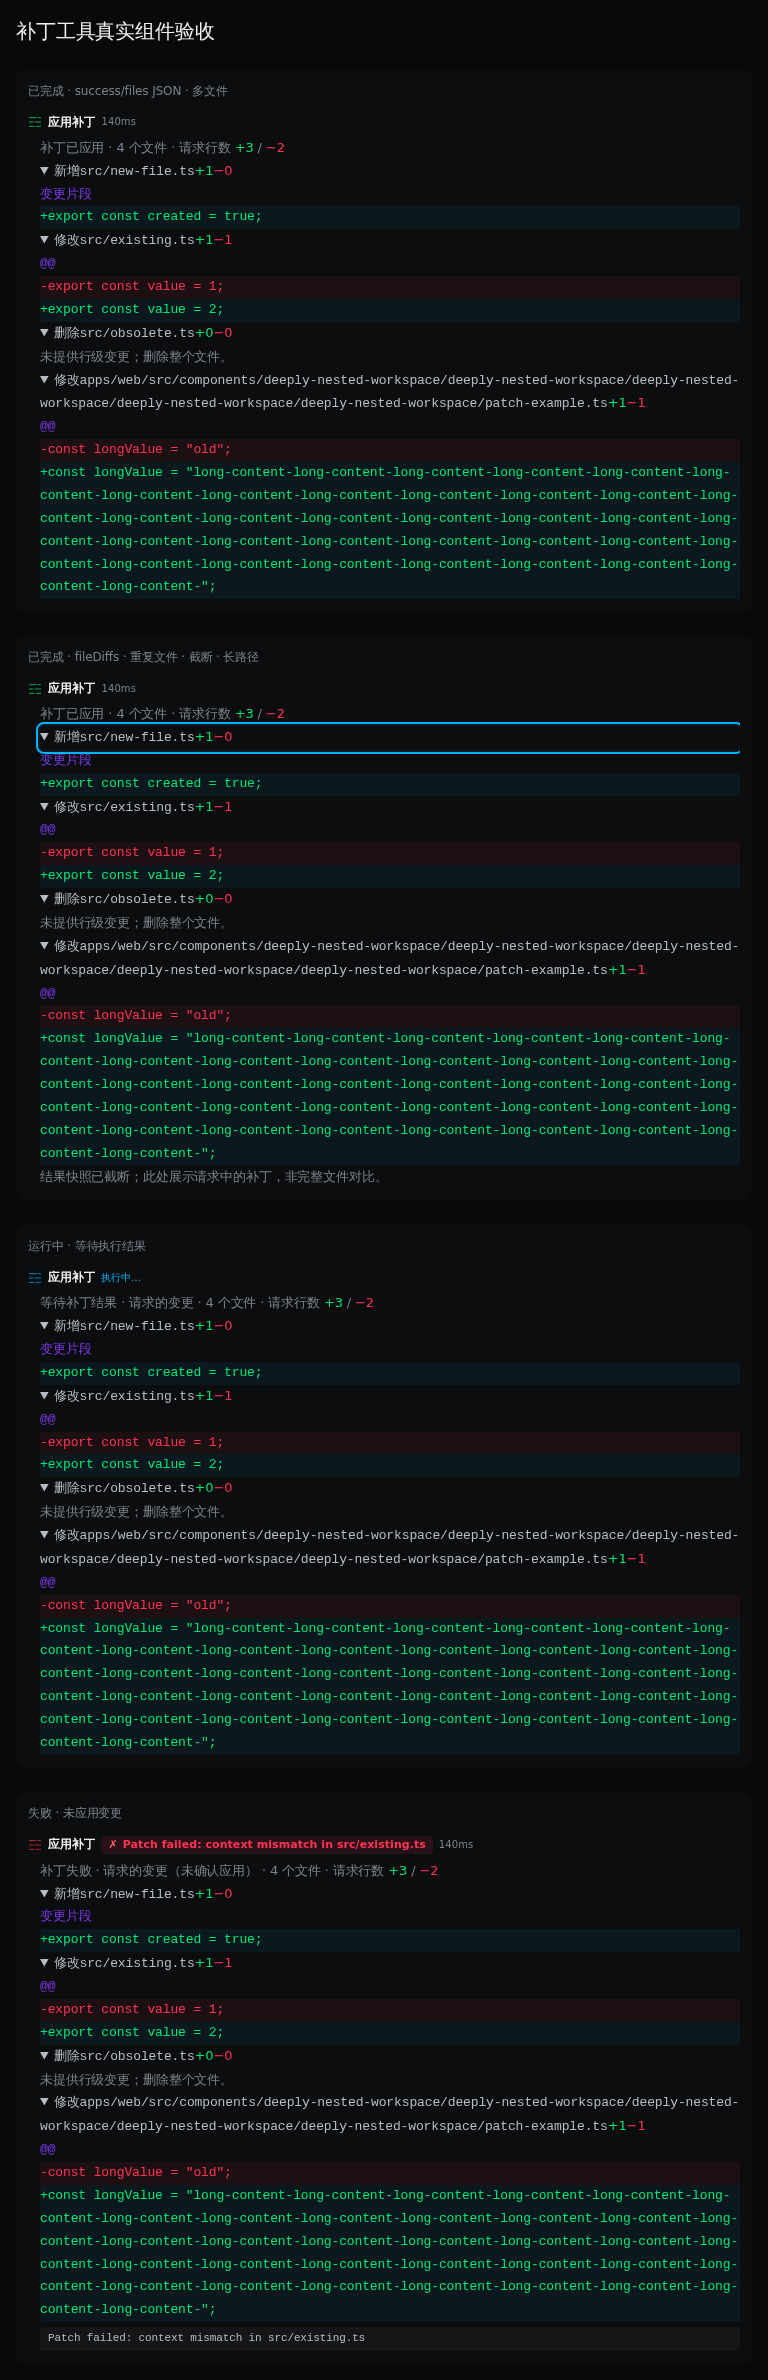 补丁工具真实组件验收
已完成 · success/files JSON · 多文件
应用补丁 140ms
补丁已应用 · 4 个文件 · 请求行数 +3 / −2
▼ 新增src/new-file.ts+1−0
变更片段
+export const created = true;
▼ 修改src/existing.ts+1−1
@@
-export const value = 1;
+export const value = 2;
▼ 删除src/obsolete.ts+0−0
未提供行级变更；删除整个文件。
▼ 修改apps/web/src/components/deeply-nested-workspace/deeply-nested-workspace/deeply-nested-
workspace/deeply-nested-workspace/deeply-nested-workspace/patch-example.ts+1−1
@@
-const longValue = "old";
+const longValue = "long-content-long-content-long-content-long-content-long-content-long-
content-long-content-long-content-long-content-long-content-long-content-long-content-long-
content-long-content-long-content-long-content-long-content-long-content-long-content-long-
content-long-content-long-content-long-content-long-content-long-content-long-content-long-
content-long-content-long-content-long-content-long-content-long-content-long-content-long-
content-long-content-";
已完成 · fileDiffs · 重复文件 · 截断 · 长路径
应用补丁 140ms
补丁已应用 · 4 个文件 · 请求行数 +3 / −2
▼ 新增src/new-file.ts+1−0
变更片段
+export const created = true;
▼ 修改src/existing.ts+1−1
@@
-export const value = 1;
+export const value = 2;
▼ 删除src/obsolete.ts+0−0
未提供行级变更；删除整个文件。
▼ 修改apps/web/src/components/deeply-nested-workspace/deeply-nested-workspace/deeply-nested-
workspace/deeply-nested-workspace/deeply-nested-workspace/patch-example.ts+1−1
@@
-const longValue = "old";
+const longValue = "long-content-long-content-long-content-long-content-long-content-long-
content-long-content-long-content-long-content-long-content-long-content-long-content-long-
content-long-content-long-content-long-content-long-content-long-content-long-content-long-
content-long-content-long-content-long-content-long-content-long-content-long-content-long-
content-long-content-long-content-long-content-long-content-long-content-long-content-long-
content-long-content-";
结果快照已截断；此处展示请求中的补丁，非完整文件对比。
运行中 · 等待执行结果
应用补丁 执行中...
等待补丁结果 · 请求的变更 · 4 个文件 · 请求行数 +3 / −2
▼ 新增src/new-file.ts+1−0
变更片段
+export const created = true;
▼ 修改src/existing.ts+1−1
@@
-export const value = 1;
+export const value = 2;
▼ 删除src/obsolete.ts+0−0
未提供行级变更；删除整个文件。
▼ 修改apps/web/src/components/deeply-nested-workspace/deeply-nested-workspace/deeply-nested-
workspace/deeply-nested-workspace/deeply-nested-workspace/patch-example.ts+1−1
@@
-const longValue = "old";
+const longValue = "long-content-long-content-long-content-long-content-long-content-long-
content-long-content-long-content-long-content-long-content-long-content-long-content-long-
content-long-content-long-content-long-content-long-content-long-content-long-content-long-
content-long-content-long-content-long-content-long-content-long-content-long-content-long-
content-long-content-long-content-long-content-long-content-long-content-long-content-long-
content-long-content-";
失败 · 未应用变更
应用补丁 ✗ Patch failed: context mismatch in src/existing.ts 140ms
补丁失败 · 请求的变更（未确认应用） · 4 个文件 · 请求行数 +3 / −2
▼ 新增src/new-file.ts+1−0
变更片段
+export const created = true;
▼ 修改src/existing.ts+1−1
@@
-export const value = 1;
+export const value = 2;
▼ 删除src/obsolete.ts+0−0
未提供行级变更；删除整个文件。
▼ 修改apps/web/src/components/deeply-nested-workspace/deeply-nested-workspace/deeply-nested-
workspace/deeply-nested-workspace/deeply-nested-workspace/patch-example.ts+1−1
@@
-const longValue = "old";
+const longValue = "long-content-long-content-long-content-long-content-long-content-long-
content-long-content-long-content-long-content-long-content-long-content-long-content-long-
content-long-content-long-content-long-content-long-content-long-content-long-content-long-
content-long-content-long-content-long-content-long-content-long-content-long-content-long-
content-long-content-long-content-long-content-long-content-long-content-long-content-long-
content-long-content-";
Patch failed: context mismatch in src/existing.ts